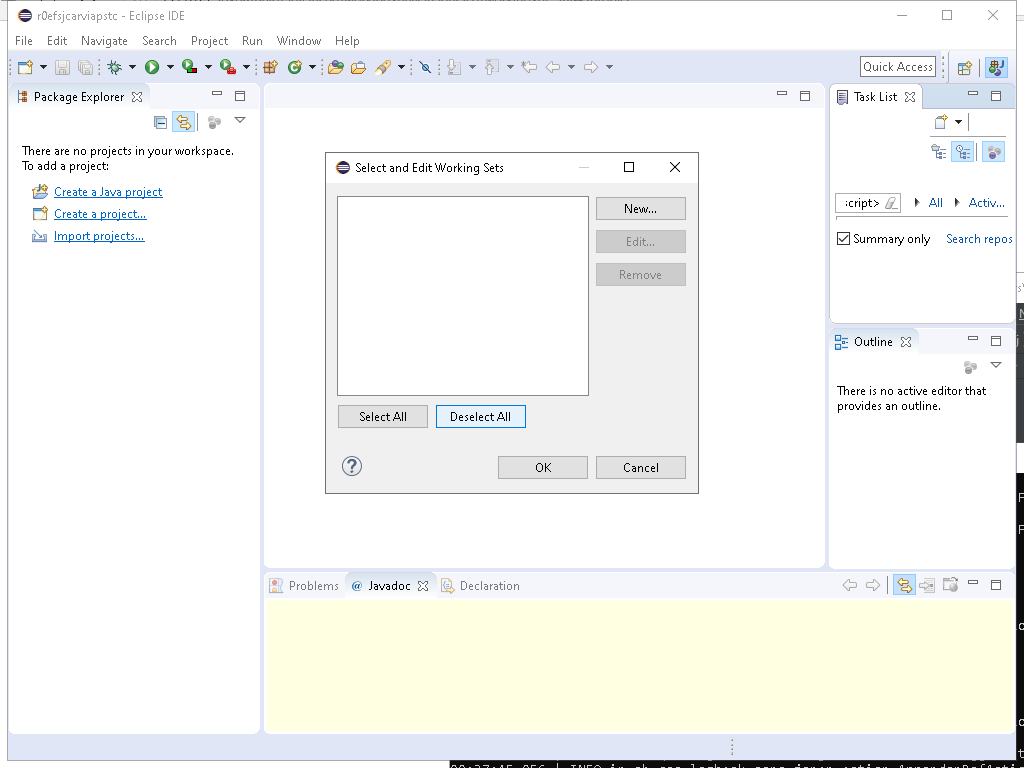 r0efsjcarviapstc - Eclipse IDE
File Edit Navigate Search Project Run Window Help
Quick Access
Package Explorer
There are no projects in your workspace.
To add a project:
Create a Java project
Create a project...
Import projects...
Select and Edit Working Sets
New...
Edit...
Remove
Select All
Deselect All
?
OK
Cancel
Task List
:cript>
All
Activ...
Summary only
Search repos
Outline
There is no active editor that
provides an outline.
Problems
@ Javadoc
Declaration